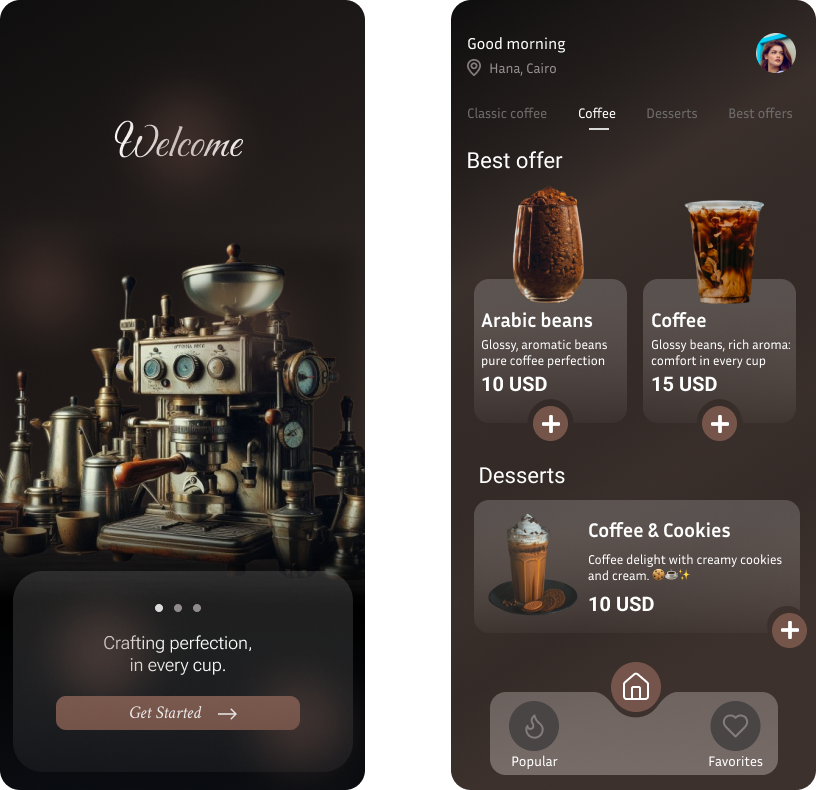 Welcome
Crafting perfection,
in every cup.
Get Started
Good morning
Hana, Cairo
Classic coffee
Coffee
Desserts
Best offers
Best offer
Arabic beans
Glossy, aromatic beans
pure coffee perfection
10 USD
Coffee
Glossy beans, rich aroma:
comfort in every cup
15 USD
Desserts
Coffee & Cookies
Coffee delight with creamy cookies
and cream. 🍪☕✨
10 USD
Popular
Favorites